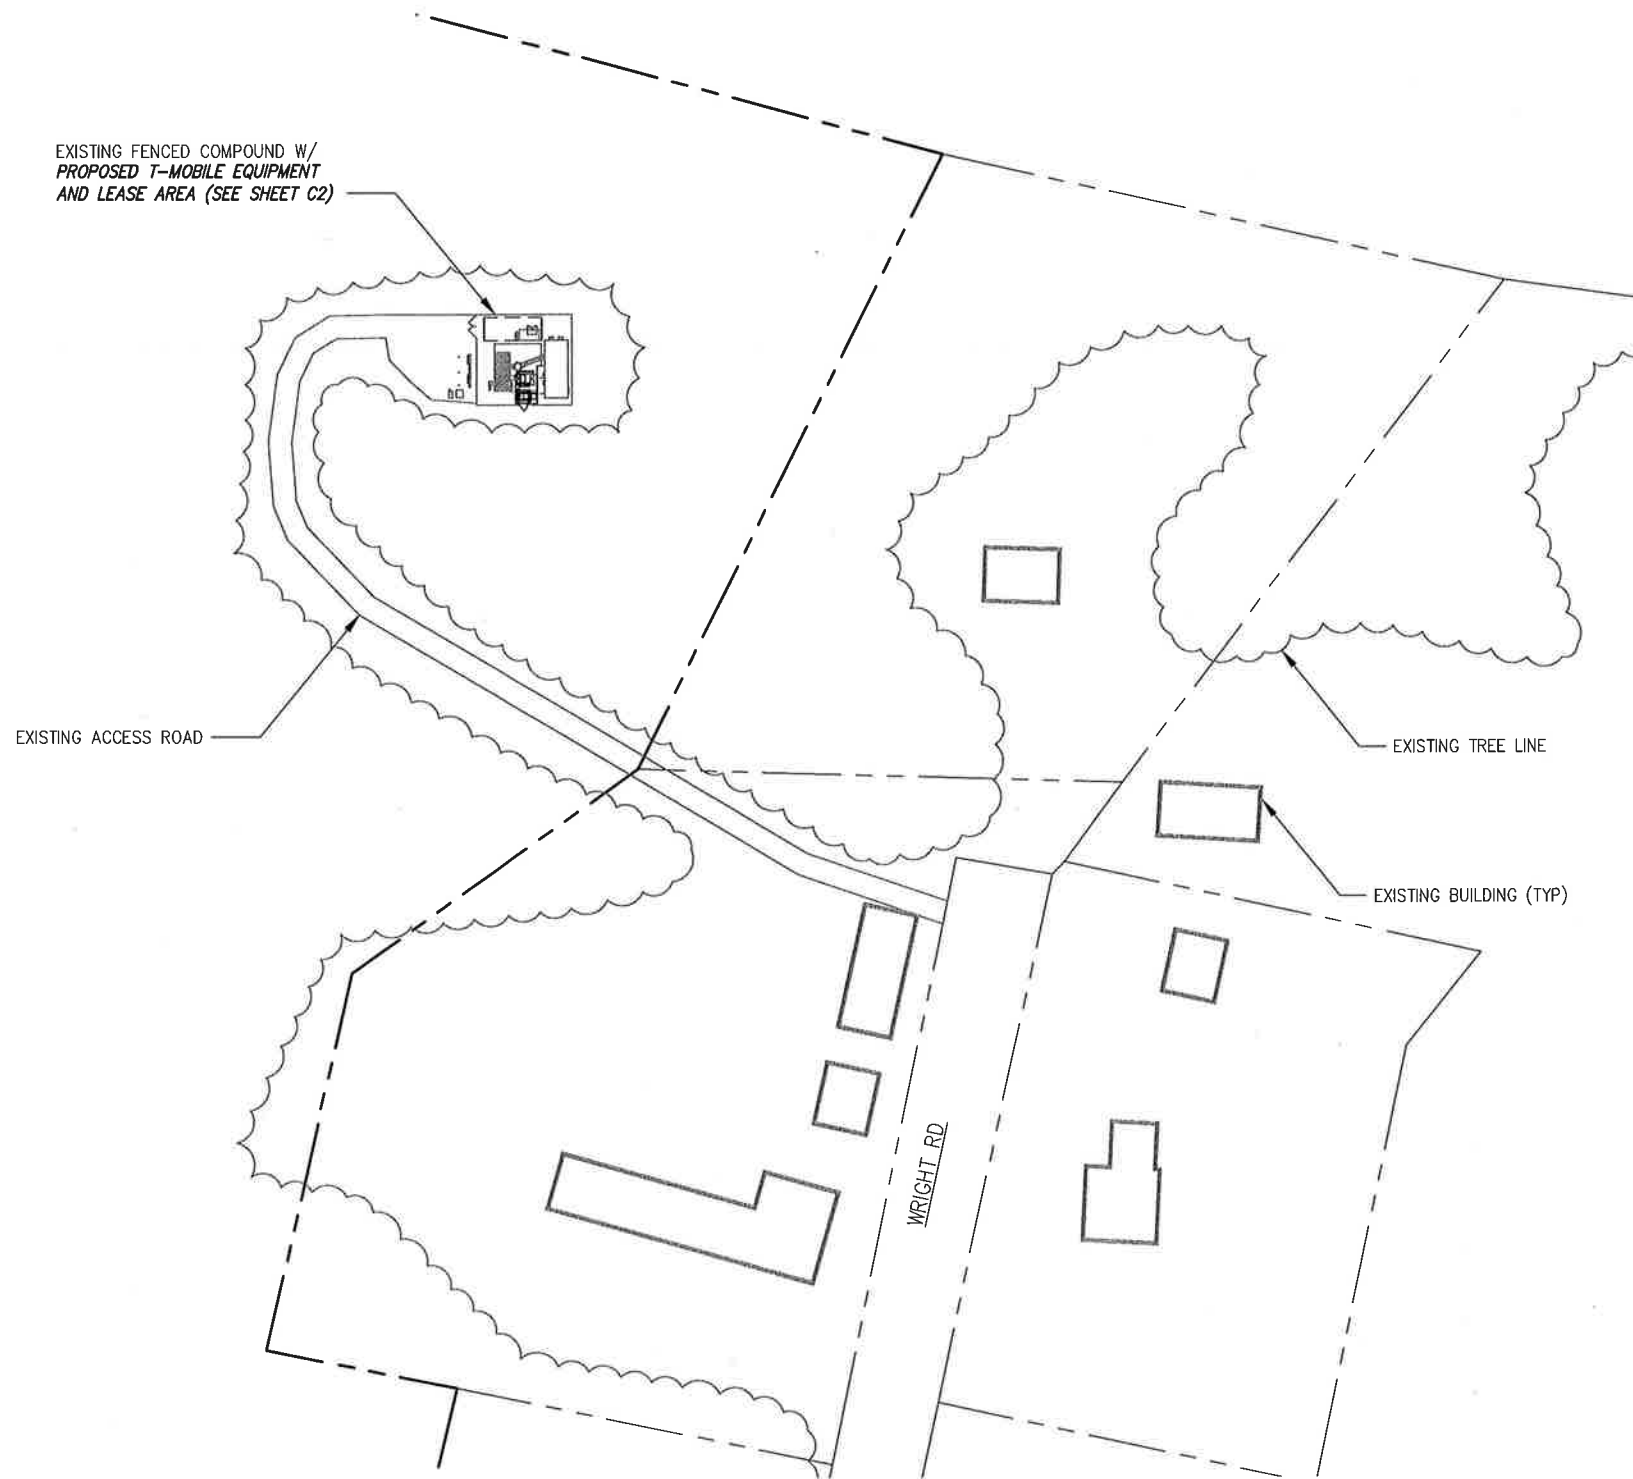 EXISTING FENCED COMPOUND W/
PROPOSED T-MOBILE EQUIPMENT
AND LEASE AREA (SEE SHEET C2)
EXISTING ACCESS ROAD
EXISTING TREE LINE
EXISTING BUILDING (TYP)
WRIGHT RD